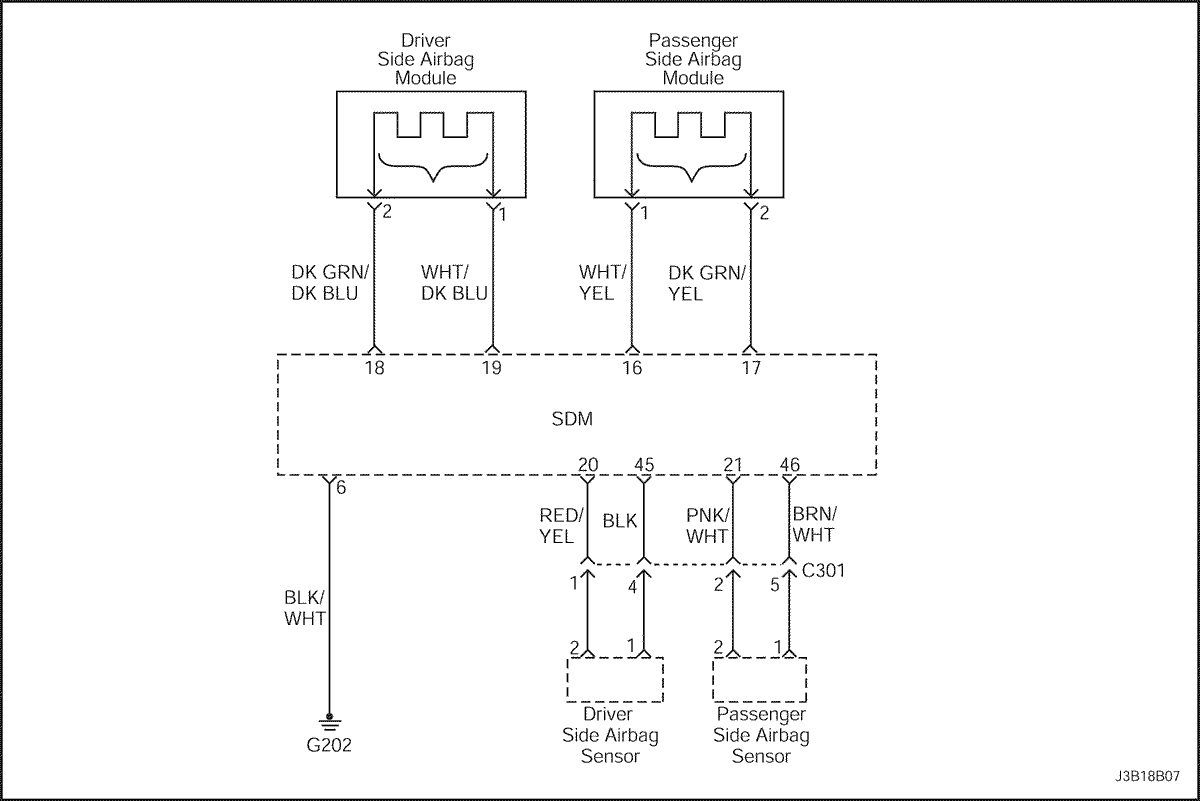 Driver
Side Airbag
Module
Passenger
Side Airbag
Module
2
1
1
2
DK GRN/
DK BLU
WHT/
DK BLU
WHT/
YEL
DK GRN/
YEL
18
19
16
17
SDM
20
45
21
46
6
RED/
YEL
BLK
PNK/
WHT
BRN/
WHT
C301
1
4
2
5
BLK/
WHT
2
1
2
1
Driver
Side Airbag
Sensor
Passenger
Side Airbag
Sensor
G202
J3B18B07